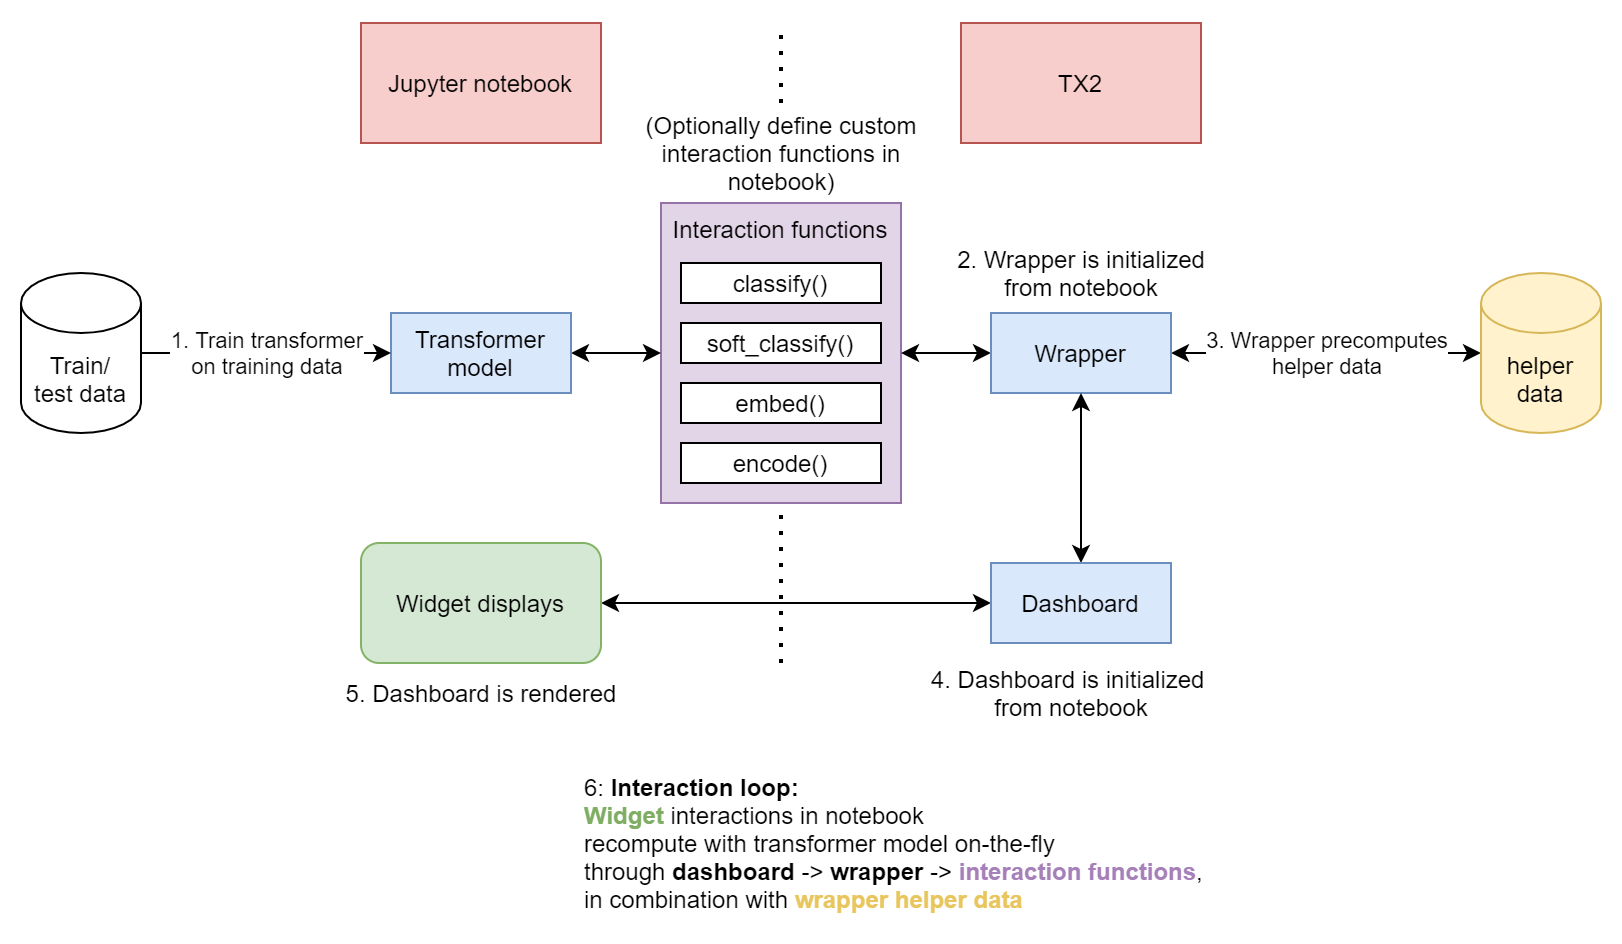 Jupyter notebook
TX2
(Optionally define custom
interaction functions in
notebook)
Interaction functions
classify()
soft_classify()
embed()
encode()
Train/
test data
1. Train transformer
on training data
Transformer
model
2. Wrapper is initialized
from notebook
Wrapper
3. Wrapper precomputes
helper data
helper
data
Widget displays
5. Dashboard is rendered
Dashboard
4. Dashboard is initialized
from notebook
6: Interaction loop:
Widget interactions in notebook
recompute with transformer model on-the-fly
through dashboard -> wrapper -> interaction functions,
in combination with wrapper helper data